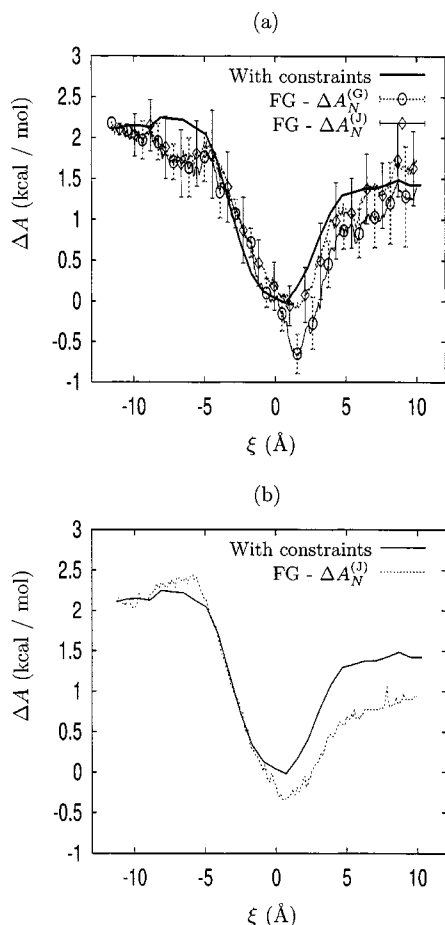 (a)
With constraints
FG - ΔA_N^(G)
FG - ΔA_N^(J)
ΔA (kcal / mol)
3
2.5
2
1.5
1
0.5
0
-0.5
-1
-10 -5 0 5 10
ξ (Å)
(b)
With constraints
FG - ΔA_N^(J)
ΔA (kcal / mol)
3
2.5
2
1.5
1
0.5
0
-0.5
-1
-10 -5 0 5 10
ξ (Å)